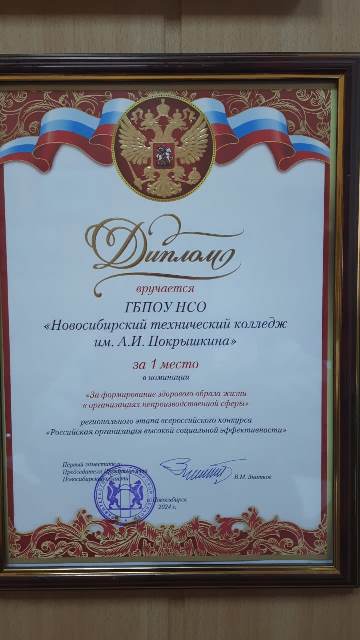 Диплом
вручается
ГБПОУ НСО
«Новосибирский технический колледж
им. А.И. Покрышкина»
за 1 место
в номинации
«За формирование здорового образа жизни
в организациях непроизводственной сферы»
регионального этапа всероссийского конкурса
«Российская организация высокой социальной эффективности»
Первый заместитель
Председателя Правительства
Новосибирской области
В.М. Знатков
Новосибирск
2024 г.